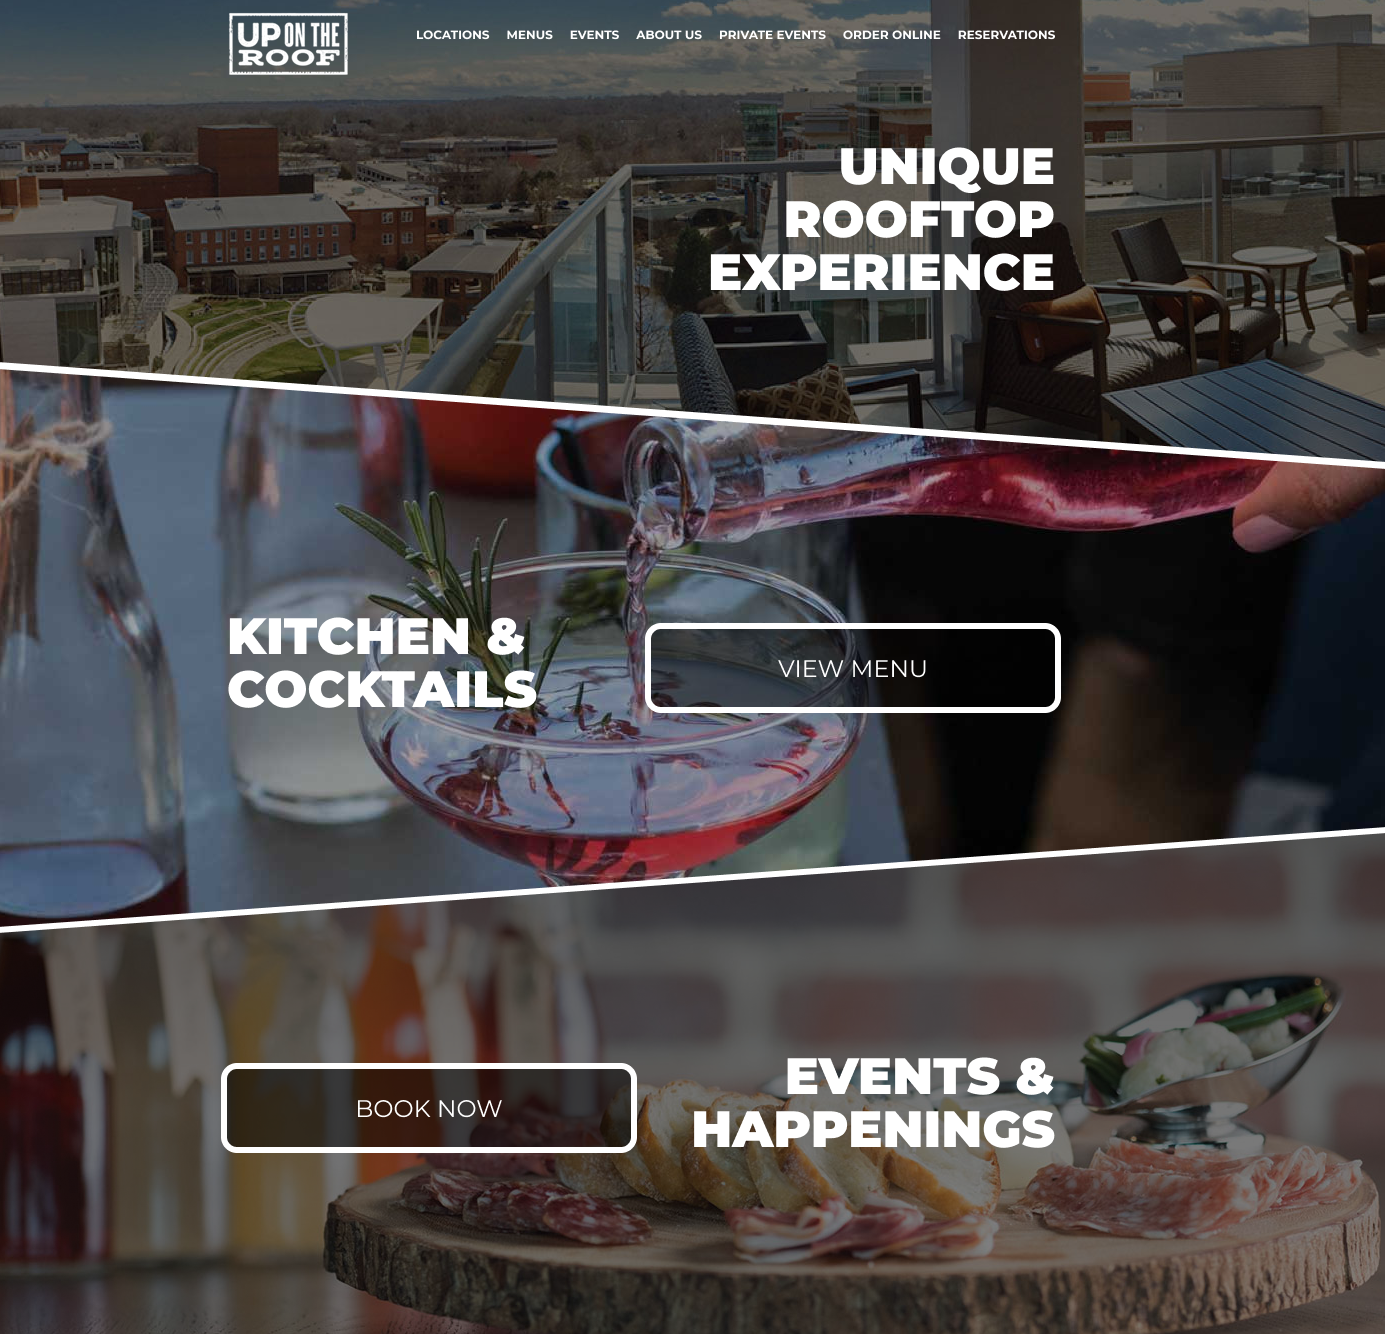 UP ON THE
ROOF
LOCATIONS MENUS EVENTS ABOUT US PRIVATE EVENTS ORDER ONLINE RESERVATIONS
UNIQUE
ROOFTOP
EXPERIENCE
KITCHEN &
COCKTAILS
VIEW MENU
BOOK NOW
EVENTS &
HAPPENINGS